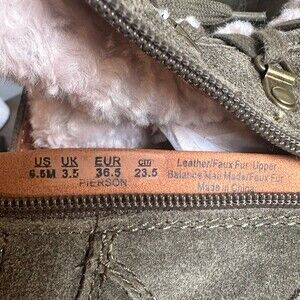 US UK EUR cm
6.5M 3.5 36.5 23.5
PIERSON
Leather/Faux Fur Upper
Balance Man Made/Faux Fur
Made in China